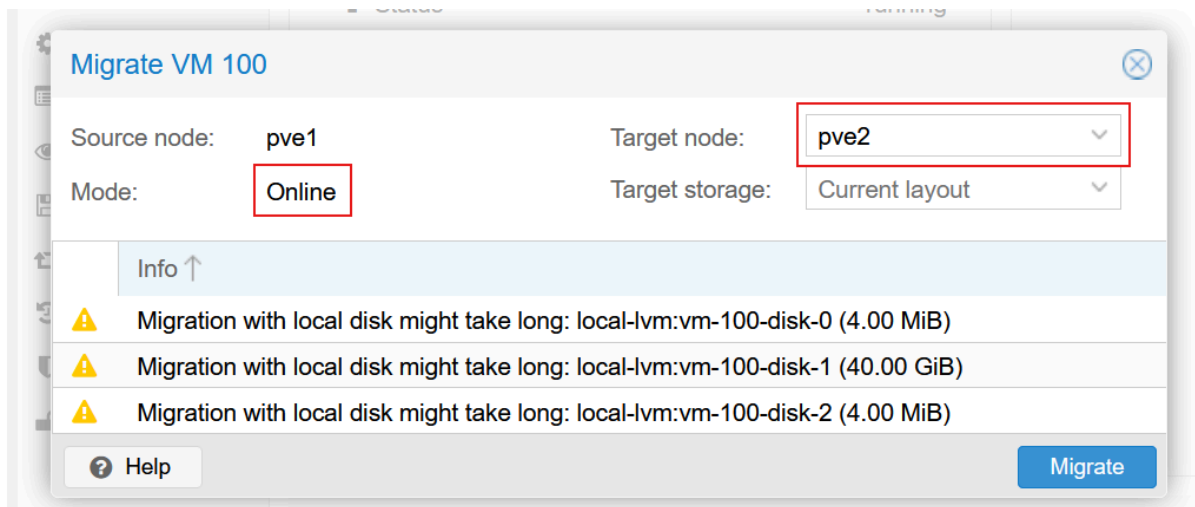 Status running
Migrate VM 100
Source node: pve1 Target node: pve2
Mode: Online Target storage: Current layout
Info
Migration with local disk might take long: local-lvm:vm-100-disk-0 (4.00 MiB)
Migration with local disk might take long: local-lvm:vm-100-disk-1 (40.00 GiB)
Migration with local disk might take long: local-lvm:vm-100-disk-2 (4.00 MiB)
Help Migrate